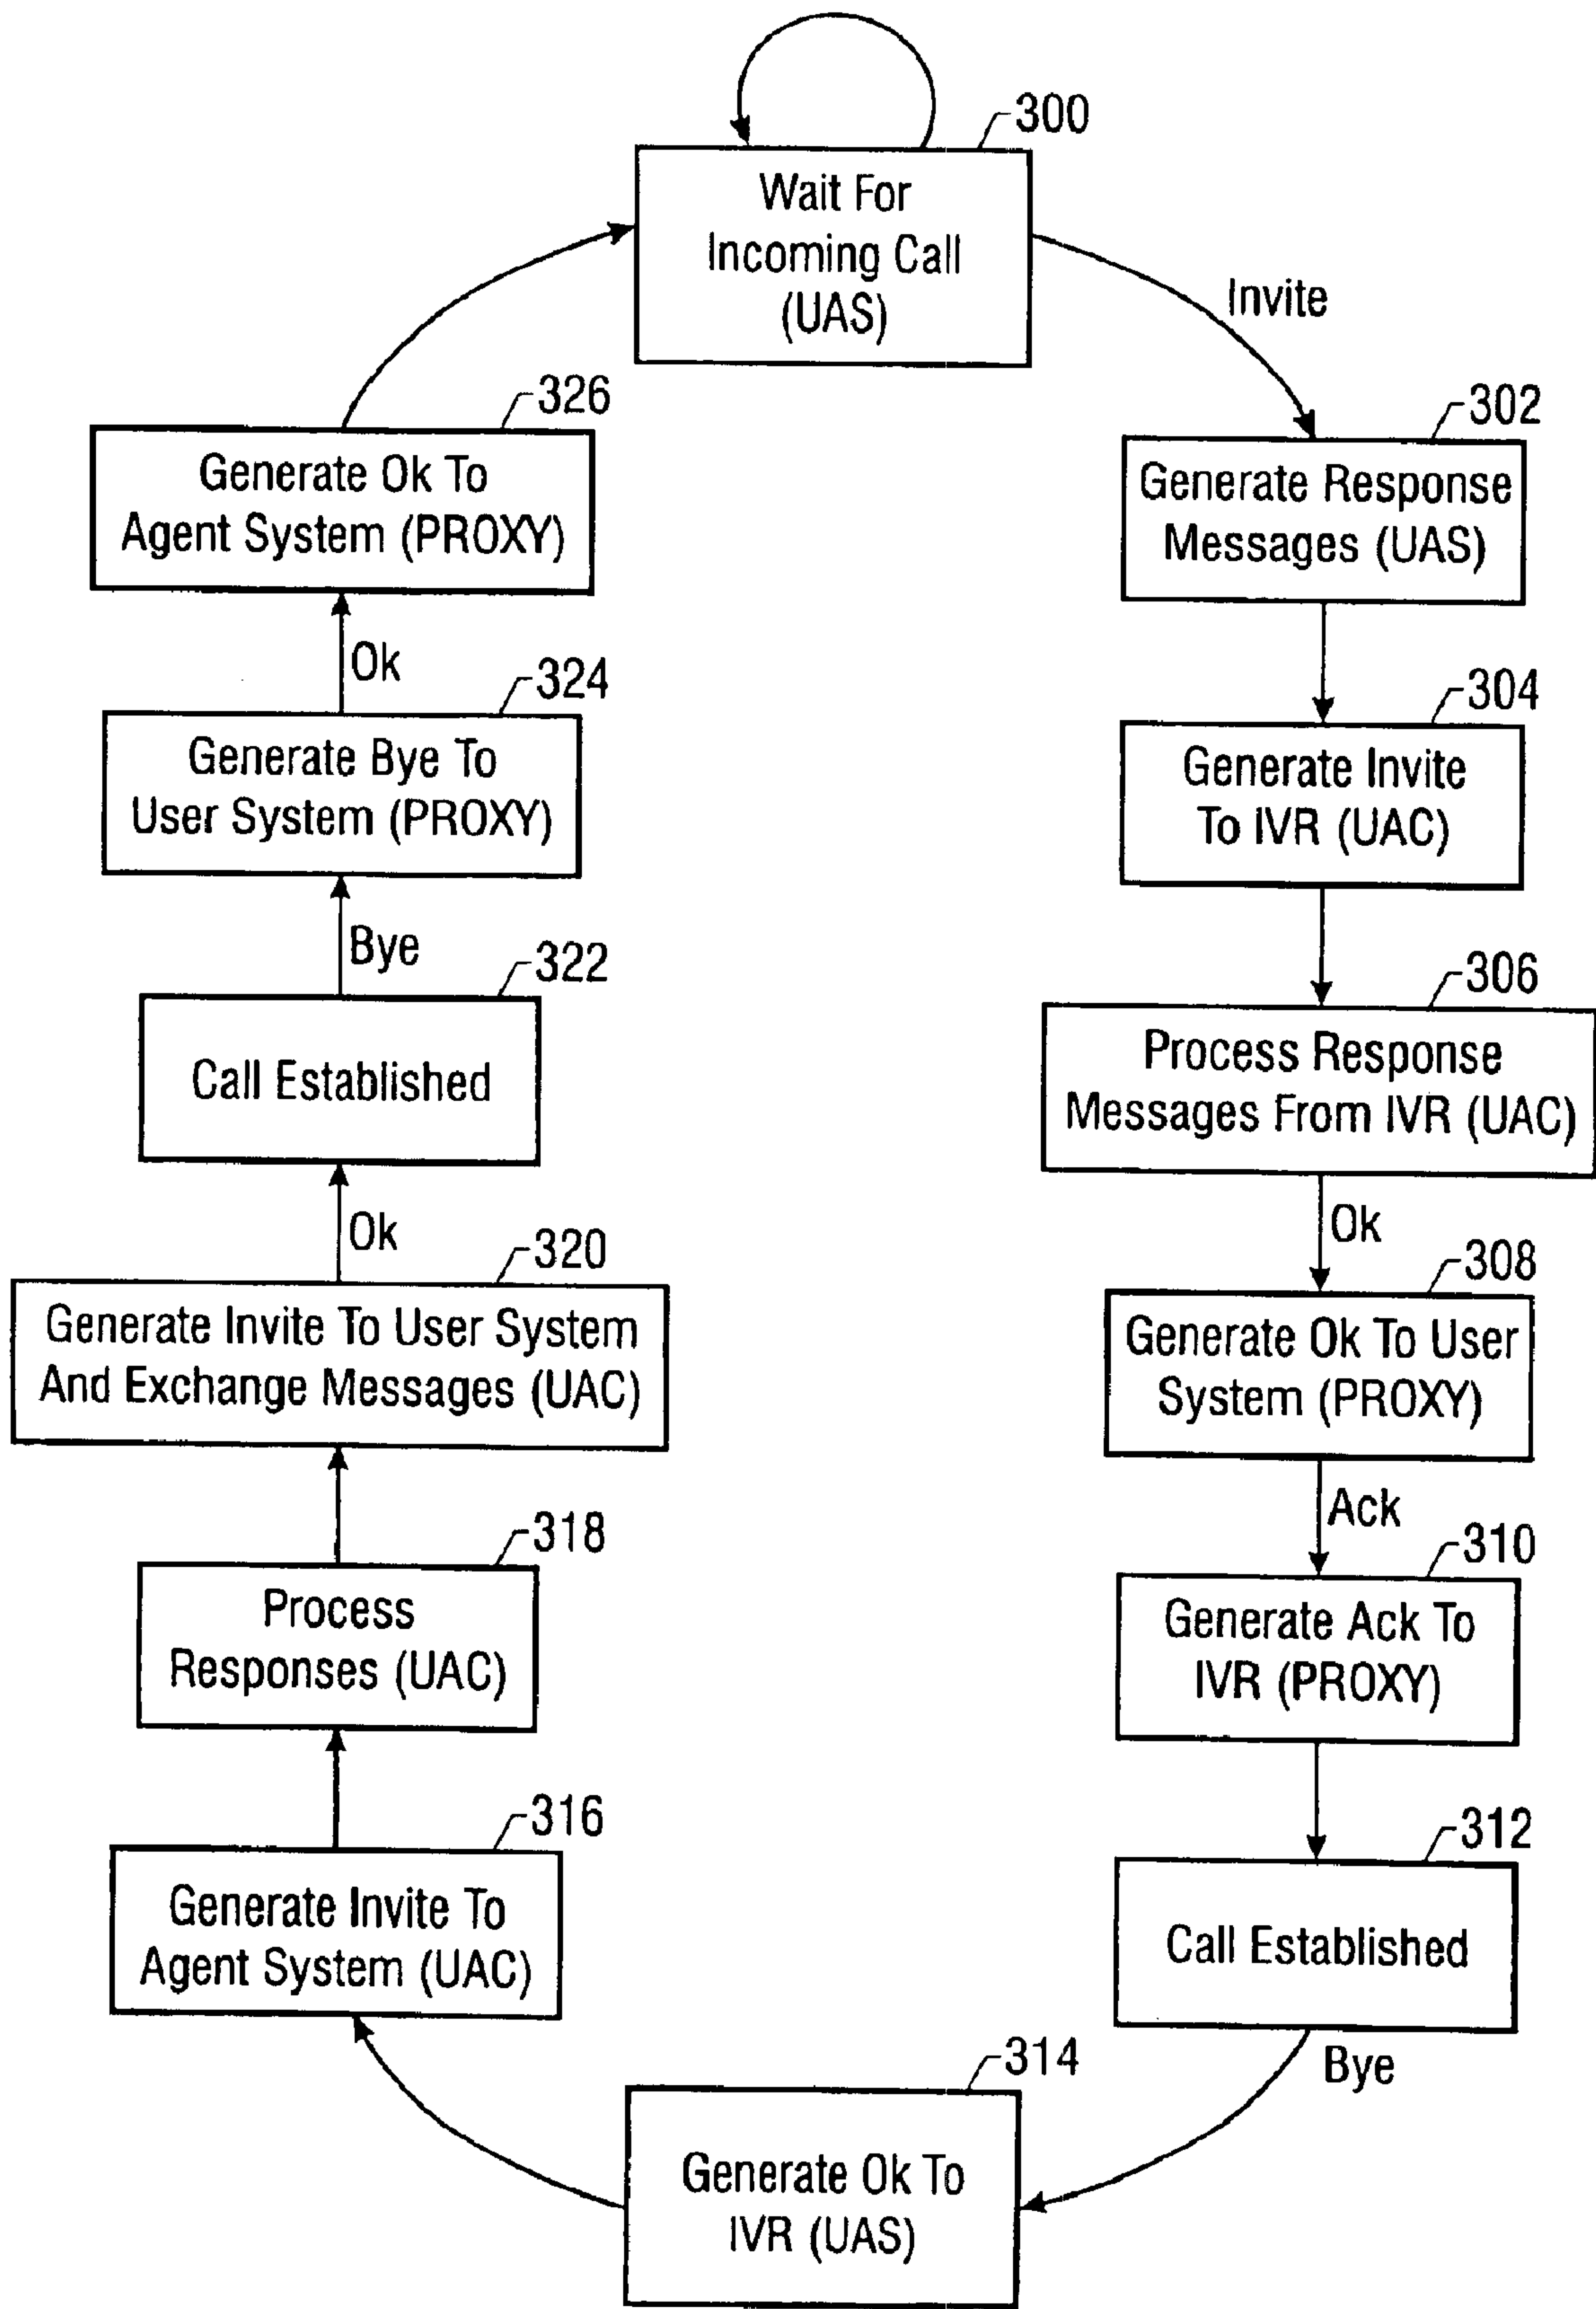 300
Wait For
Incoming Call
(UAS)
Invite
302
Generate Response
Messages (UAS)
304
Generate Invite
To IVR (UAC)
306
Process Response
Messages From IVR (UAC)
Ok
308
Generate Ok To User
System (PROXY)
Ack
310
Generate Ack To
IVR (PROXY)
312
Call Established
Bye
314
Generate Ok To
IVR (UAS)
316
Generate Invite To
Agent System (UAC)
318
Process
Responses (UAC)
320
Generate Invite To User System
And Exchange Messages (UAC)
Ok
322
Call Established
Bye
324
Generate Bye To
User System (PROXY)
Ok
326
Generate Ok To
Agent System (PROXY)